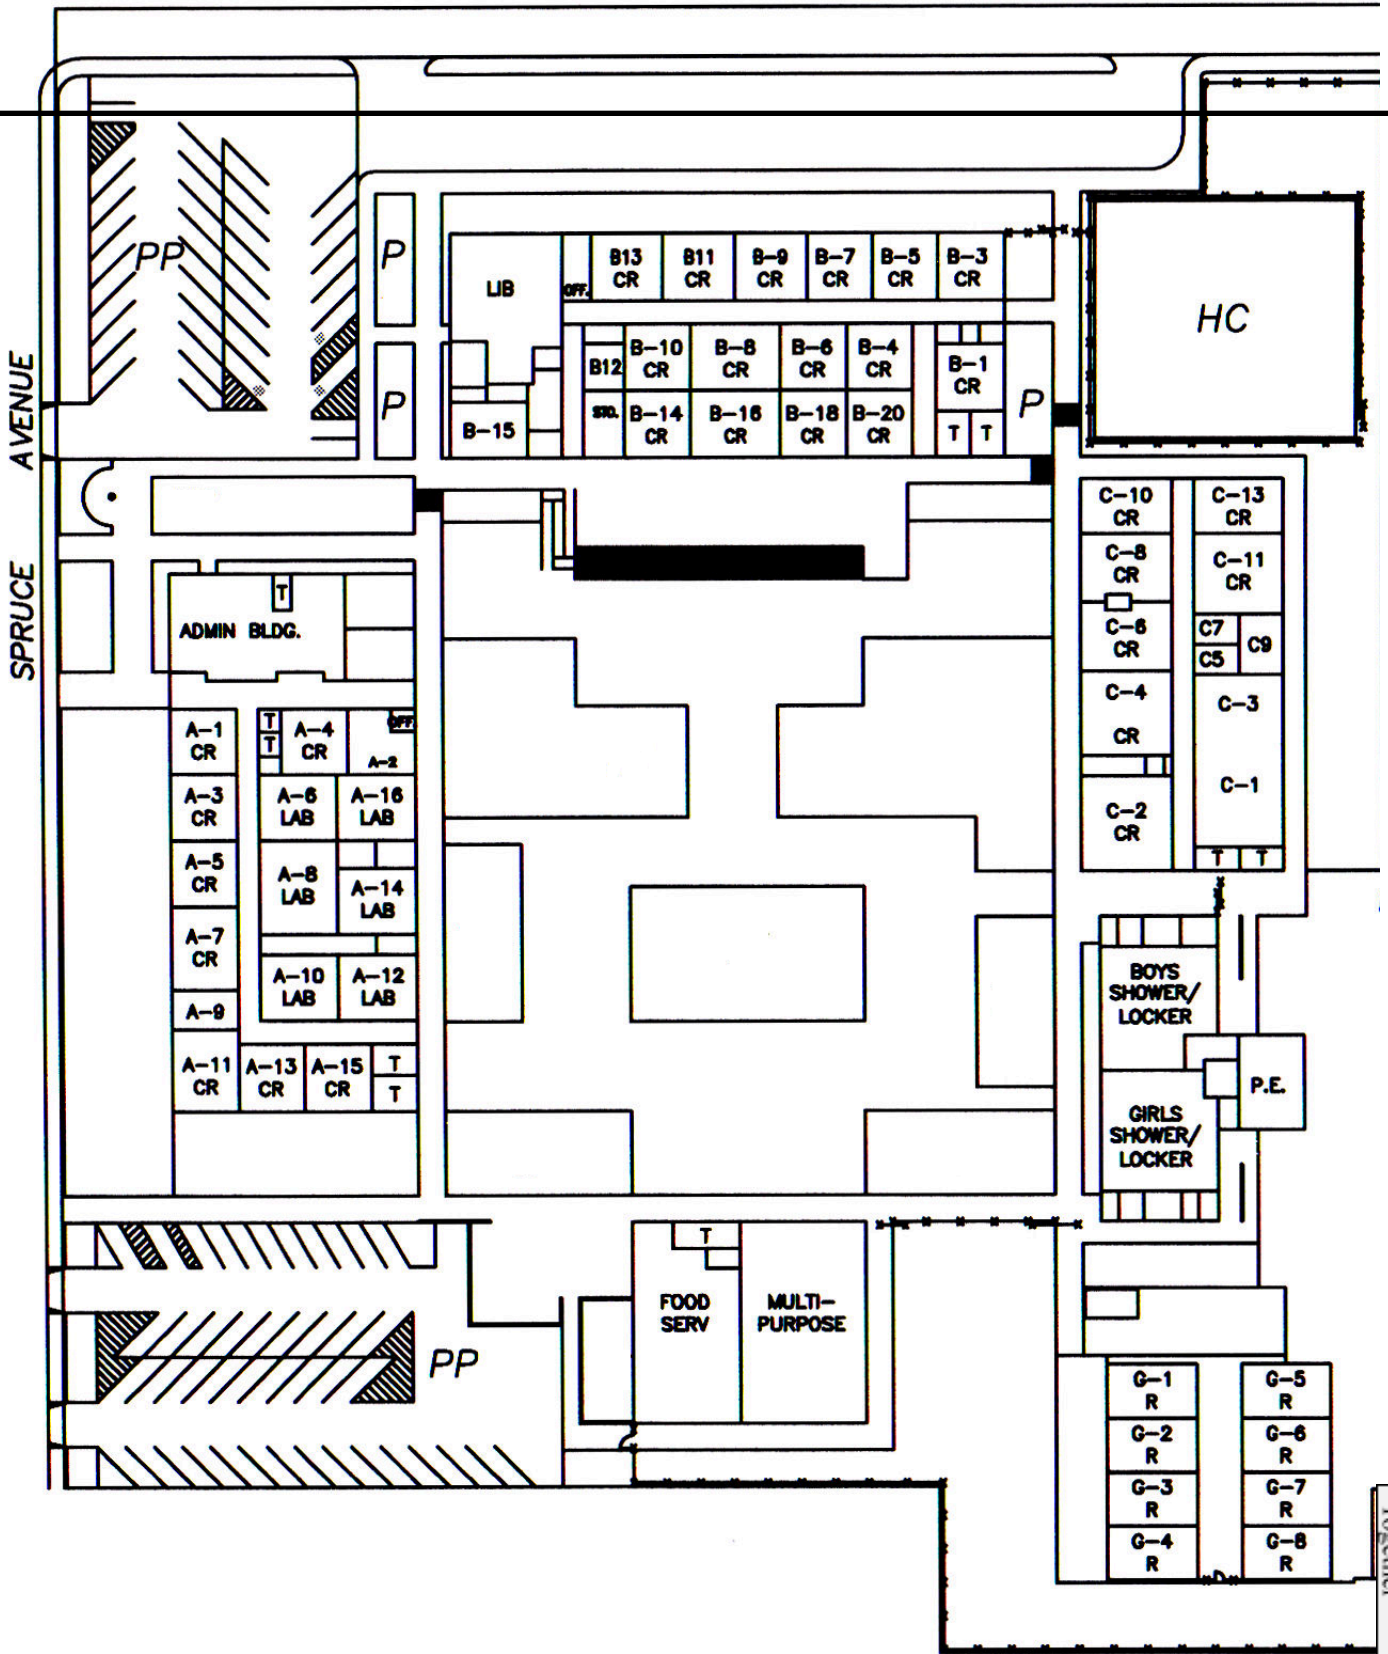 PP
P
P
LIB
OFF.
B13
CR
B11
CR
B-9
CR
B-7
CR
B-5
CR
B-3
CR
B12
B-10
CR
B-8
CR
B-6
CR
B-4
CR
B-1
CR
STO.
B-14
CR
B-16
CR
B-18
CR
B-20
CR
T
T
B-15
P
HC
SPRUCE AVENUE
T
ADMIN BLDG.
C-10
CR
C-13
CR
C-8
CR
C-11
CR
C-6
CR
C7
C5
C9
C-4
CR
C-3
C-1
C-2
CR
T
T
A-1
CR
T
T
A-4
CR
OFF.
A-2
A-3
CR
A-6
LAB
A-16
LAB
A-5
CR
A-8
LAB
A-14
LAB
A-7
CR
A-10
LAB
A-12
LAB
A-9
A-11
CR
A-13
CR
A-15
CR
T
T
BOYS
SHOWER/
LOCKER
P.E.
GIRLS
SHOWER/
LOCKER
T
FOOD
SERV
MULTI-
PURPOSE
PP
G-1
R
G-5
R
G-2
R
G-6
R
G-3
R
G-7
R
G-4
R
G-8
R